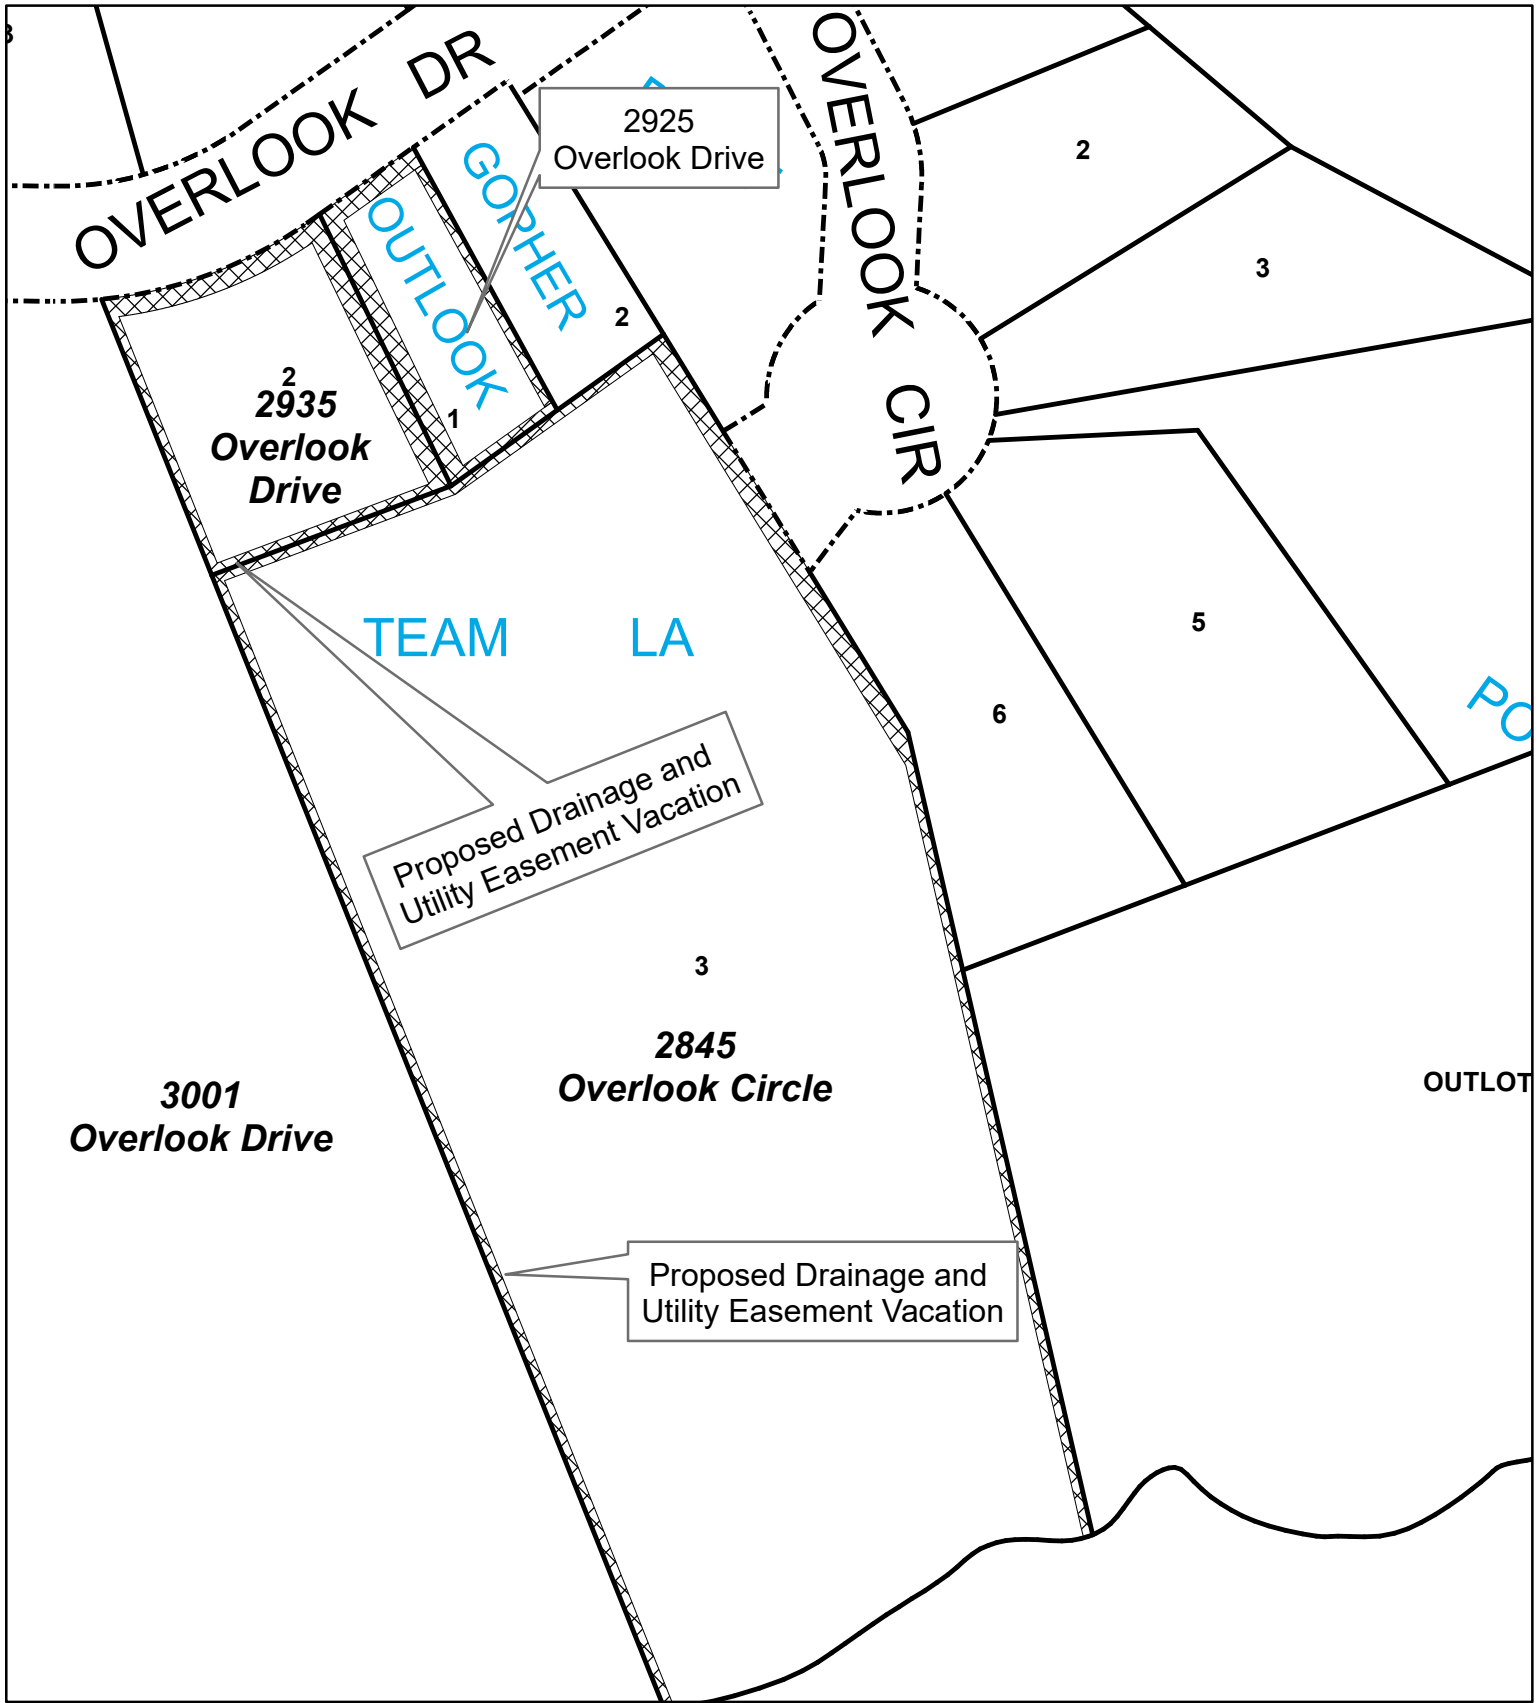 OVERLOOK DR
OVERLOOK CIR
2925
Overlook Drive
GOPHER
OUTLOOK
2
3
2
2
2935
Overlook
Drive
1
TEAM LA
5
6
PO
Proposed Drainage and
Utility Easement Vacation
3
2845
Overlook Circle
3001
Overlook Drive
OUTLOT
Proposed Drainage and
Utility Easement Vacation